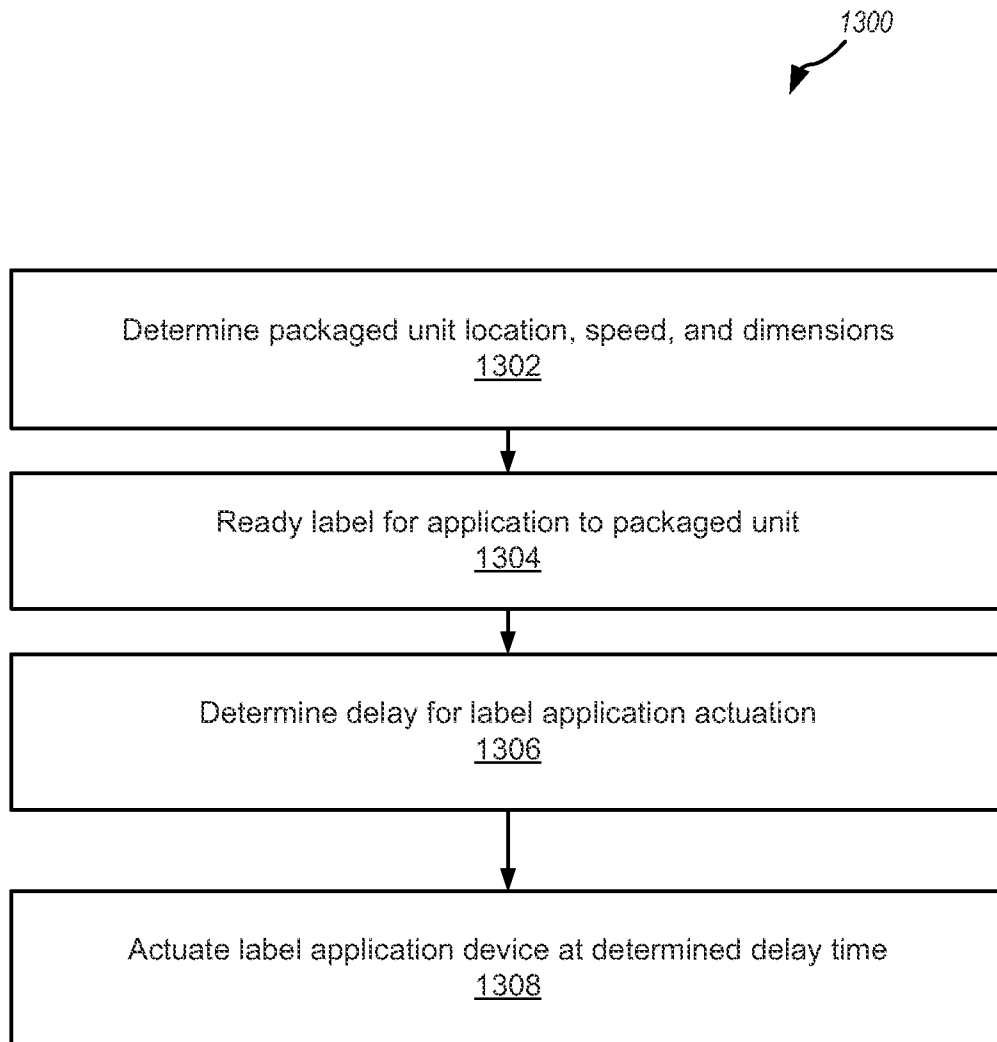 1300
Determine packaged unit location, speed, and dimensions
1302
Ready label for application to packaged unit
1304
Determine delay for label application actuation
1306
Actuate label application device at determined delay time
1308